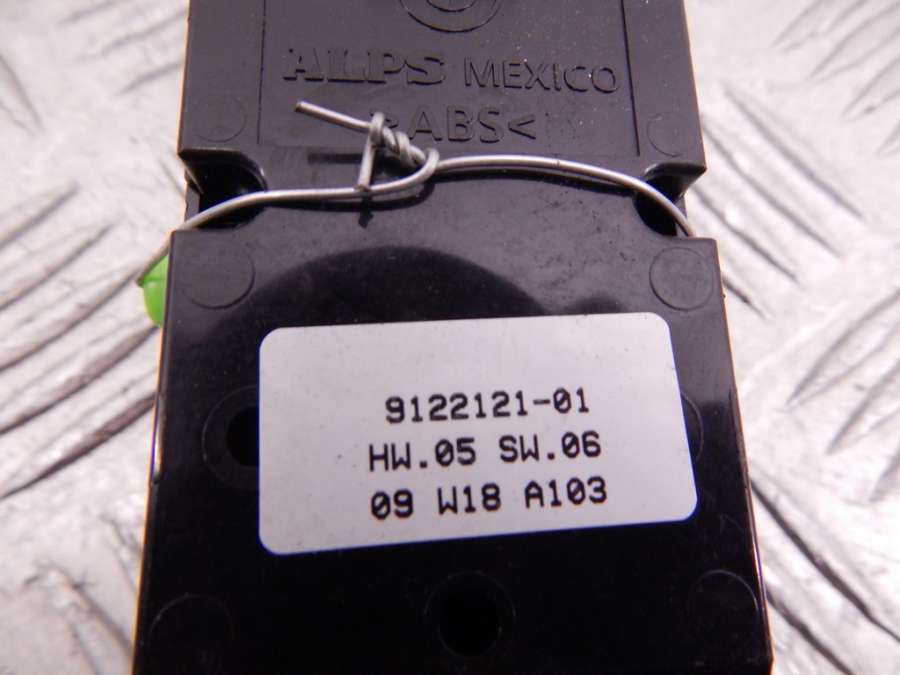 ALPS MEXICO
>ABS<
9122121-01
HW.05 SW.06
09 W18 A103